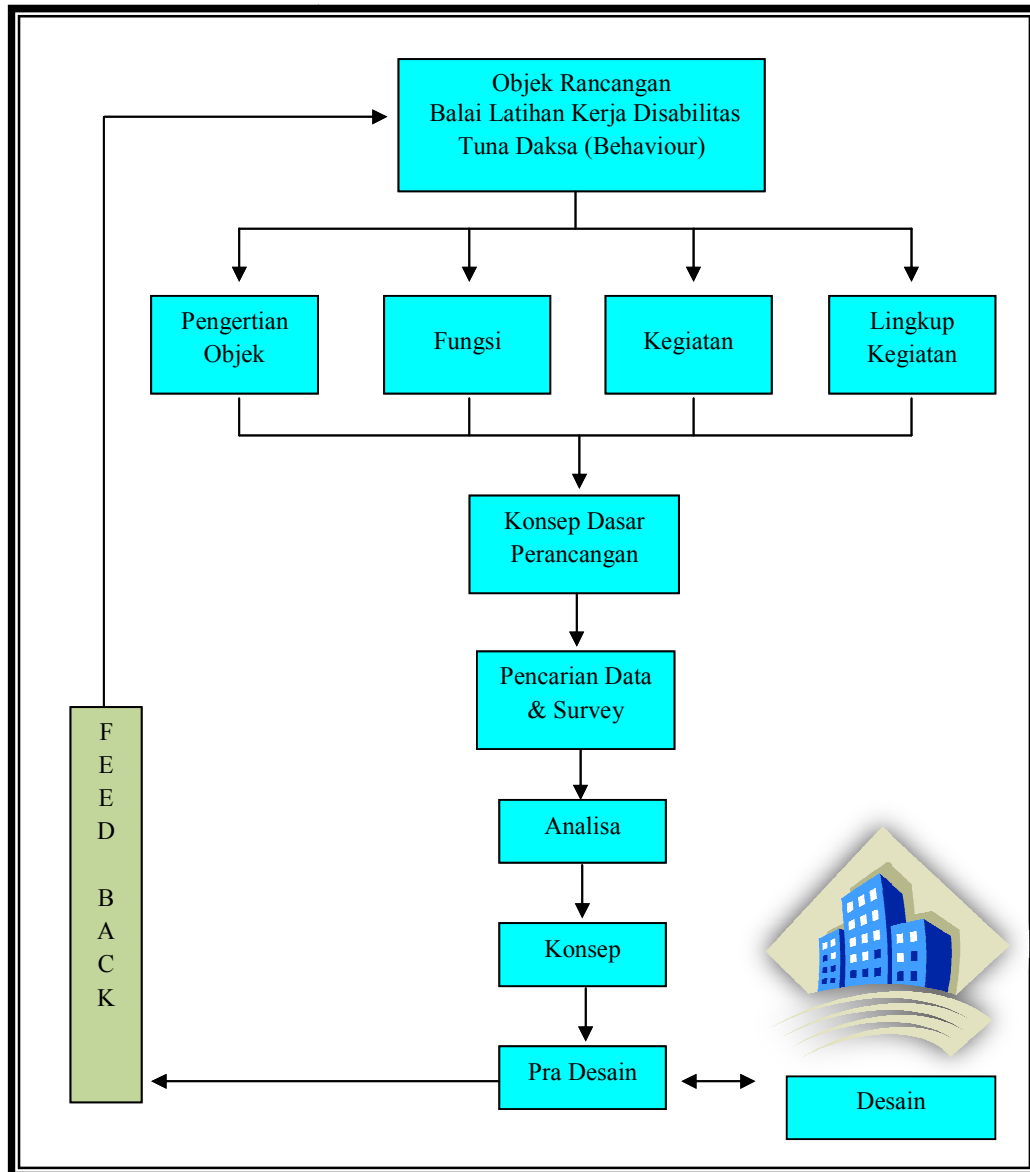 Objek Rancangan
Balai Latihan Kerja Disabilitas
Tuna Daksa (Behaviour)
Pengertian
Objek
Fungsi
Kegiatan
Lingkup
Kegiatan
Konsep Dasar
Perancangan
Pencarian Data
& Survey
Analisa
Konsep
Pra Desain
Desain
F
E
E
D
B
A
C
K